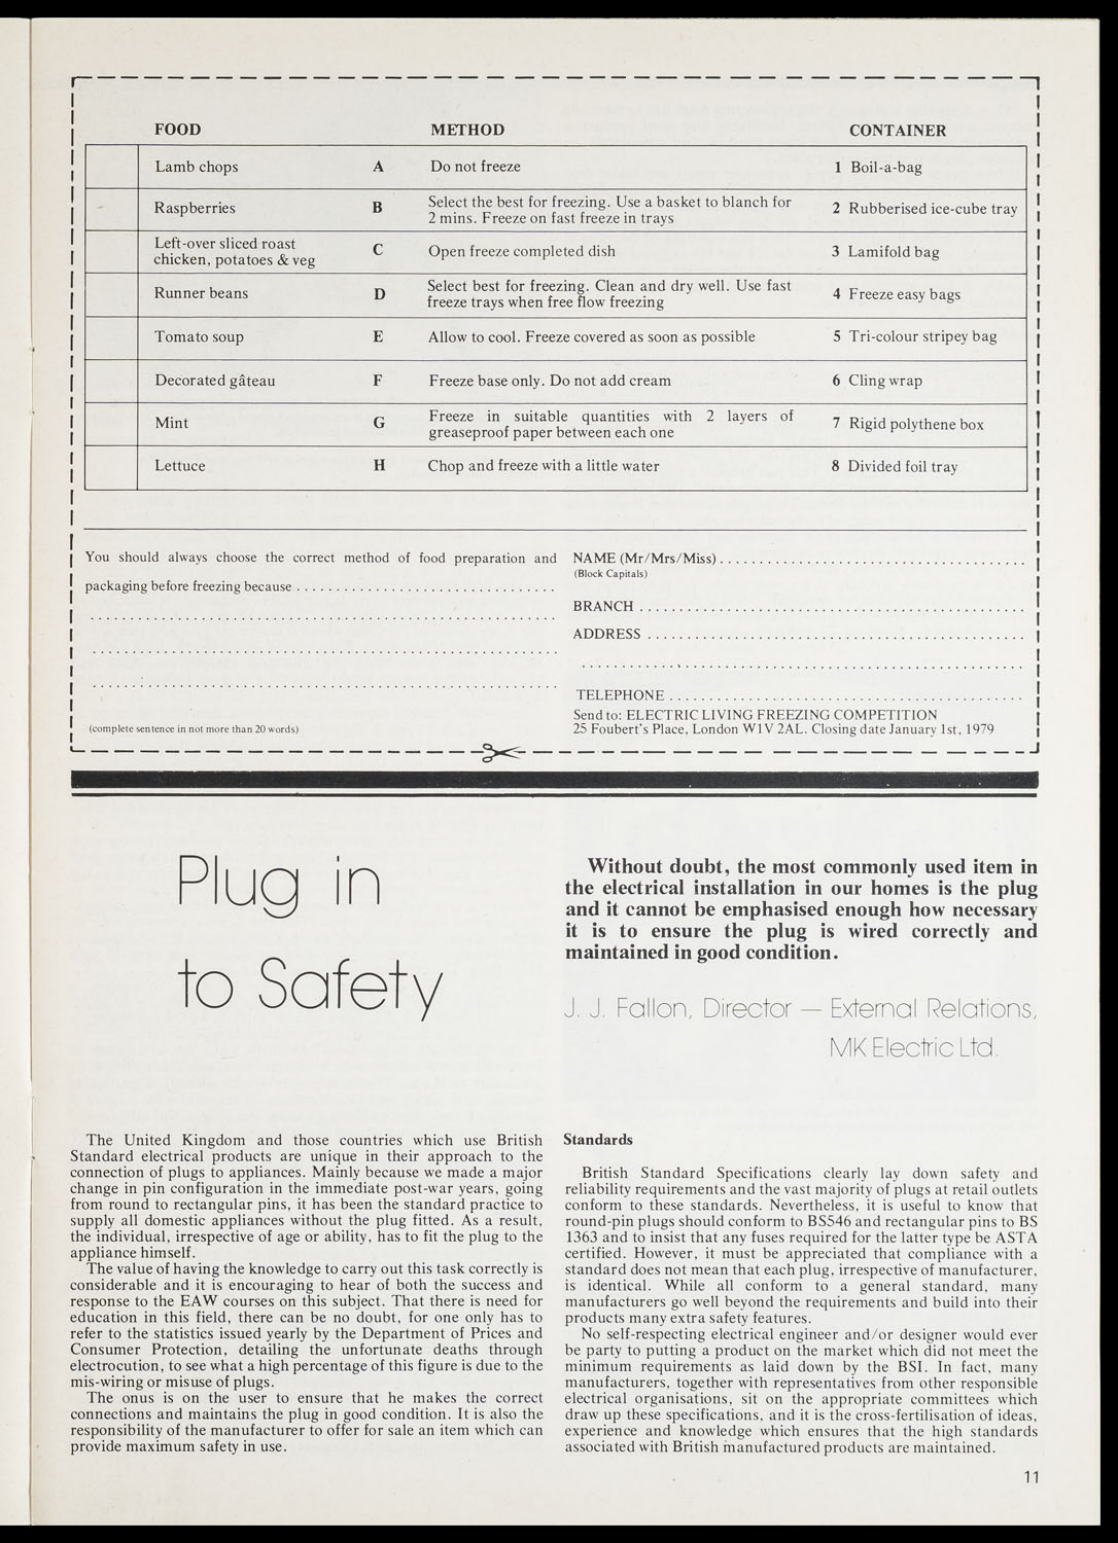 FOOD METHOD CONTAINER
Lamb chops A Do not freeze 1 Boil-a-bag
Raspberries B Select the best for freezing. Use a basket to blanch for
2 mins. Freeze on fast freeze in trays 2 Rubberised ice-cube tray
Left-over sliced roast
chicken, potatoes & veg C Open freeze completed dish 3 Lamifold bag
Runner beans D Select best for freezing. Clean and dry well. Use fast
freeze trays when free flow freezing 4 Freeze easy bags
Tomato soup E Allow to cool. Freeze covered as soon as possible 5 Tri-colour stripey bag
Decorated gâteau F Freeze base only. Do not add cream 6 Cling wrap
Mint G Freeze in suitable quantities with 2 layers of
greaseproof paper between each one 7 Rigid polythene box
Lettuce H Chop and freeze with a little water 8 Divided foil tray
You should always choose the correct method of food preparation and
packaging before freezing because
(complete sentence in not more than 20 words)
NAME (Mr/Mrs/Miss)
(Block Capitals)
BRANCH
ADDRESS
TELEPHONE
Send to: ELECTRIC LIVING FREEZING COMPETITION
25 Foubert's Place, London W1V 2AL. Closing date January 1st, 1979
Plug in
to Safety
Without doubt, the most commonly used item in
the electrical installation in our homes is the plug
and it cannot be emphasised enough how necessary
it is to ensure the plug is wired correctly and
maintained in good condition.
J. J. Fallon, Director — External Relations,
MK Electric Ltd.
The United Kingdom and those countries which use British
Standard electrical products are unique in their approach to the
connection of plugs to appliances. Mainly because we made a major
change in pin configuration in the immediate post-war years, going
from round to rectangular pins, it has been the standard practice to
supply all domestic appliances without the plug fitted. As a result,
the individual, irrespective of age or ability, has to fit the plug to the
appliance himself.
The value of having the knowledge to carry out this task correctly is
considerable and it is encouraging to hear of both the success and
response to the EAW courses on this subject. That there is need for
education in this field, there can be no doubt, for one only has to
refer to the statistics issued yearly by the Department of Prices and
Consumer Protection, detailing the unfortunate deaths through
electrocution, to see what a high percentage of this figure is due to the
mis-wiring or misuse of plugs.
The onus is on the user to ensure that he makes the correct
connections and maintains the plug in good condition. It is also the
responsibility of the manufacturer to offer for sale an item which can
provide maximum safety in use.
Standards
British Standard Specifications clearly lay down safety and
reliability requirements and the vast majority of plugs at retail outlets
conform to these standards. Nevertheless, it is useful to know that
round-pin plugs should conform to BS546 and rectangular pins to BS
1363 and to insist that any fuses required for the latter type be ASTA
certified. However, it must be appreciated that compliance with a
standard does not mean that each plug, irrespective of manufacturer,
is identical. While all conform to a general standard, many
manufacturers go well beyond the requirements and build into their
products many extra safety features.
No self-respecting electrical engineer and/or designer would ever
be party to putting a product on the market which did not meet the
minimum requirements as laid down by the BSI. In fact, many
manufacturers, together with representatives from other responsible
electrical organisations, sit on the appropriate committees which
draw up these specifications, and it is the cross-fertilisation of ideas,
experience and knowledge which ensures that the high standards
associated with British manufactured products are maintained.
11